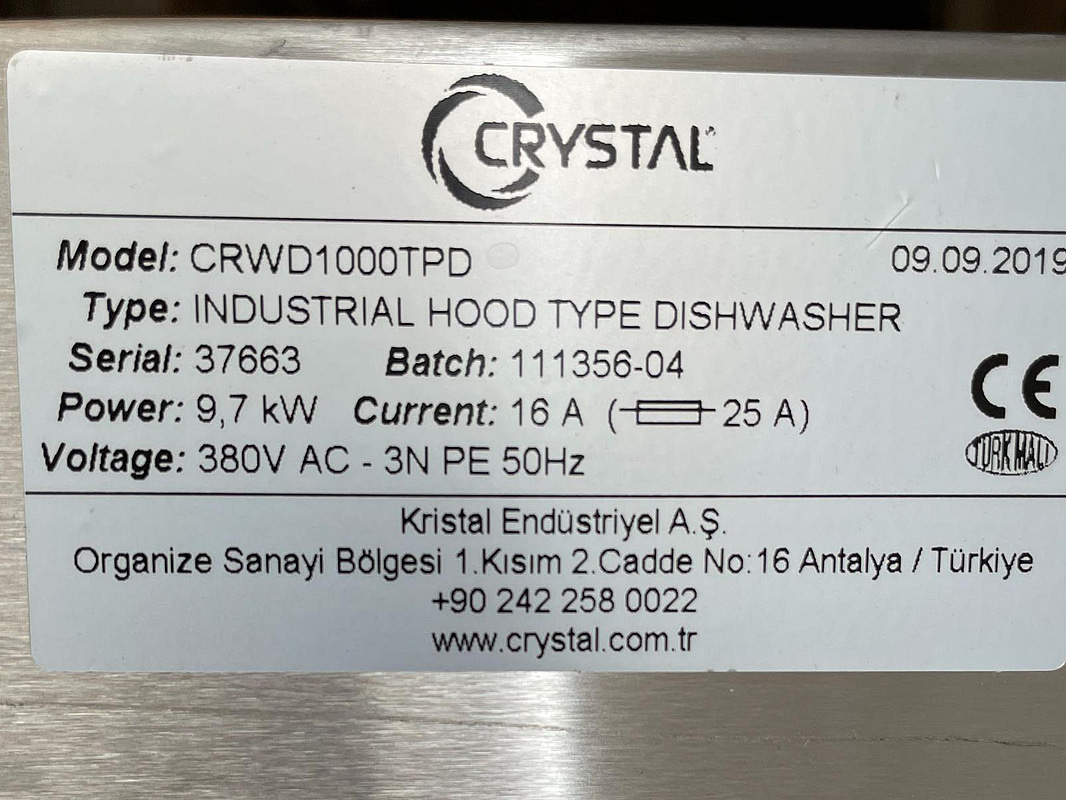 CRYSTAL
Model: CRWD1000TPD 09.09.2019
Type: INDUSTRIAL HOOD TYPE DISHWASHER
Serial: 37663 Batch: 111356-04
Power: 9,7 kW Current: 16 A ( 25 A)
CE
Voltage: 380V AC - 3N PE 50Hz
TÜRK MALI
Kristal Endüstriyel A.Ş.
Organize Sanayi Bölgesi 1.Kısım 2.Cadde No:16 Antalya / Türkiye
+90 242 258 0022
www.crystal.com.tr